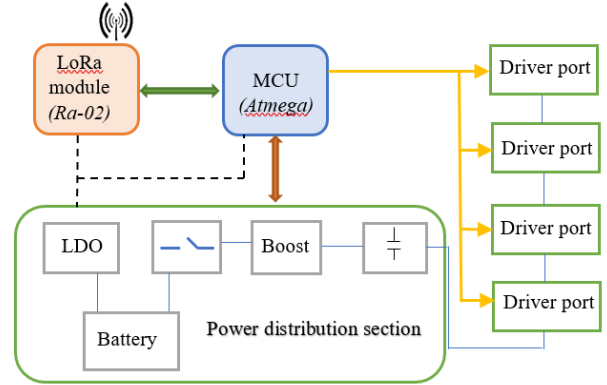 LoRa
module
(Ra-02)
MCU
(Atmega)
Driver port
Driver port
Driver port
Driver port
LDO
Boost
Battery
Power distribution section